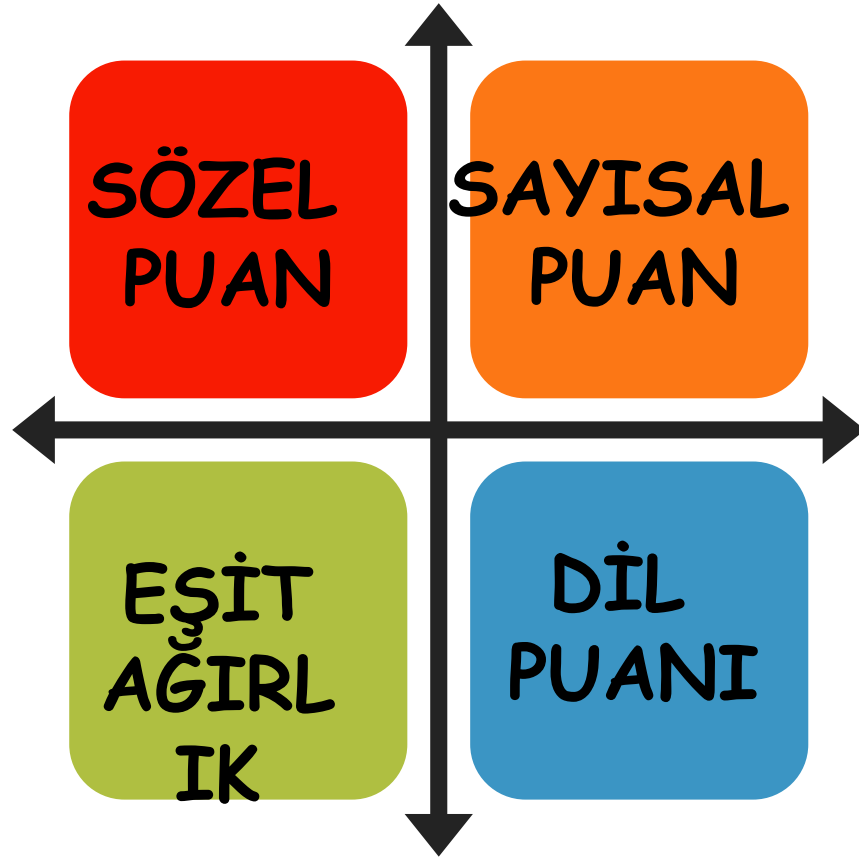 SÖZEL
PUAN
SAYISAL
PUAN
EŞİT
AĞIRL
IK
DİL
PUANI